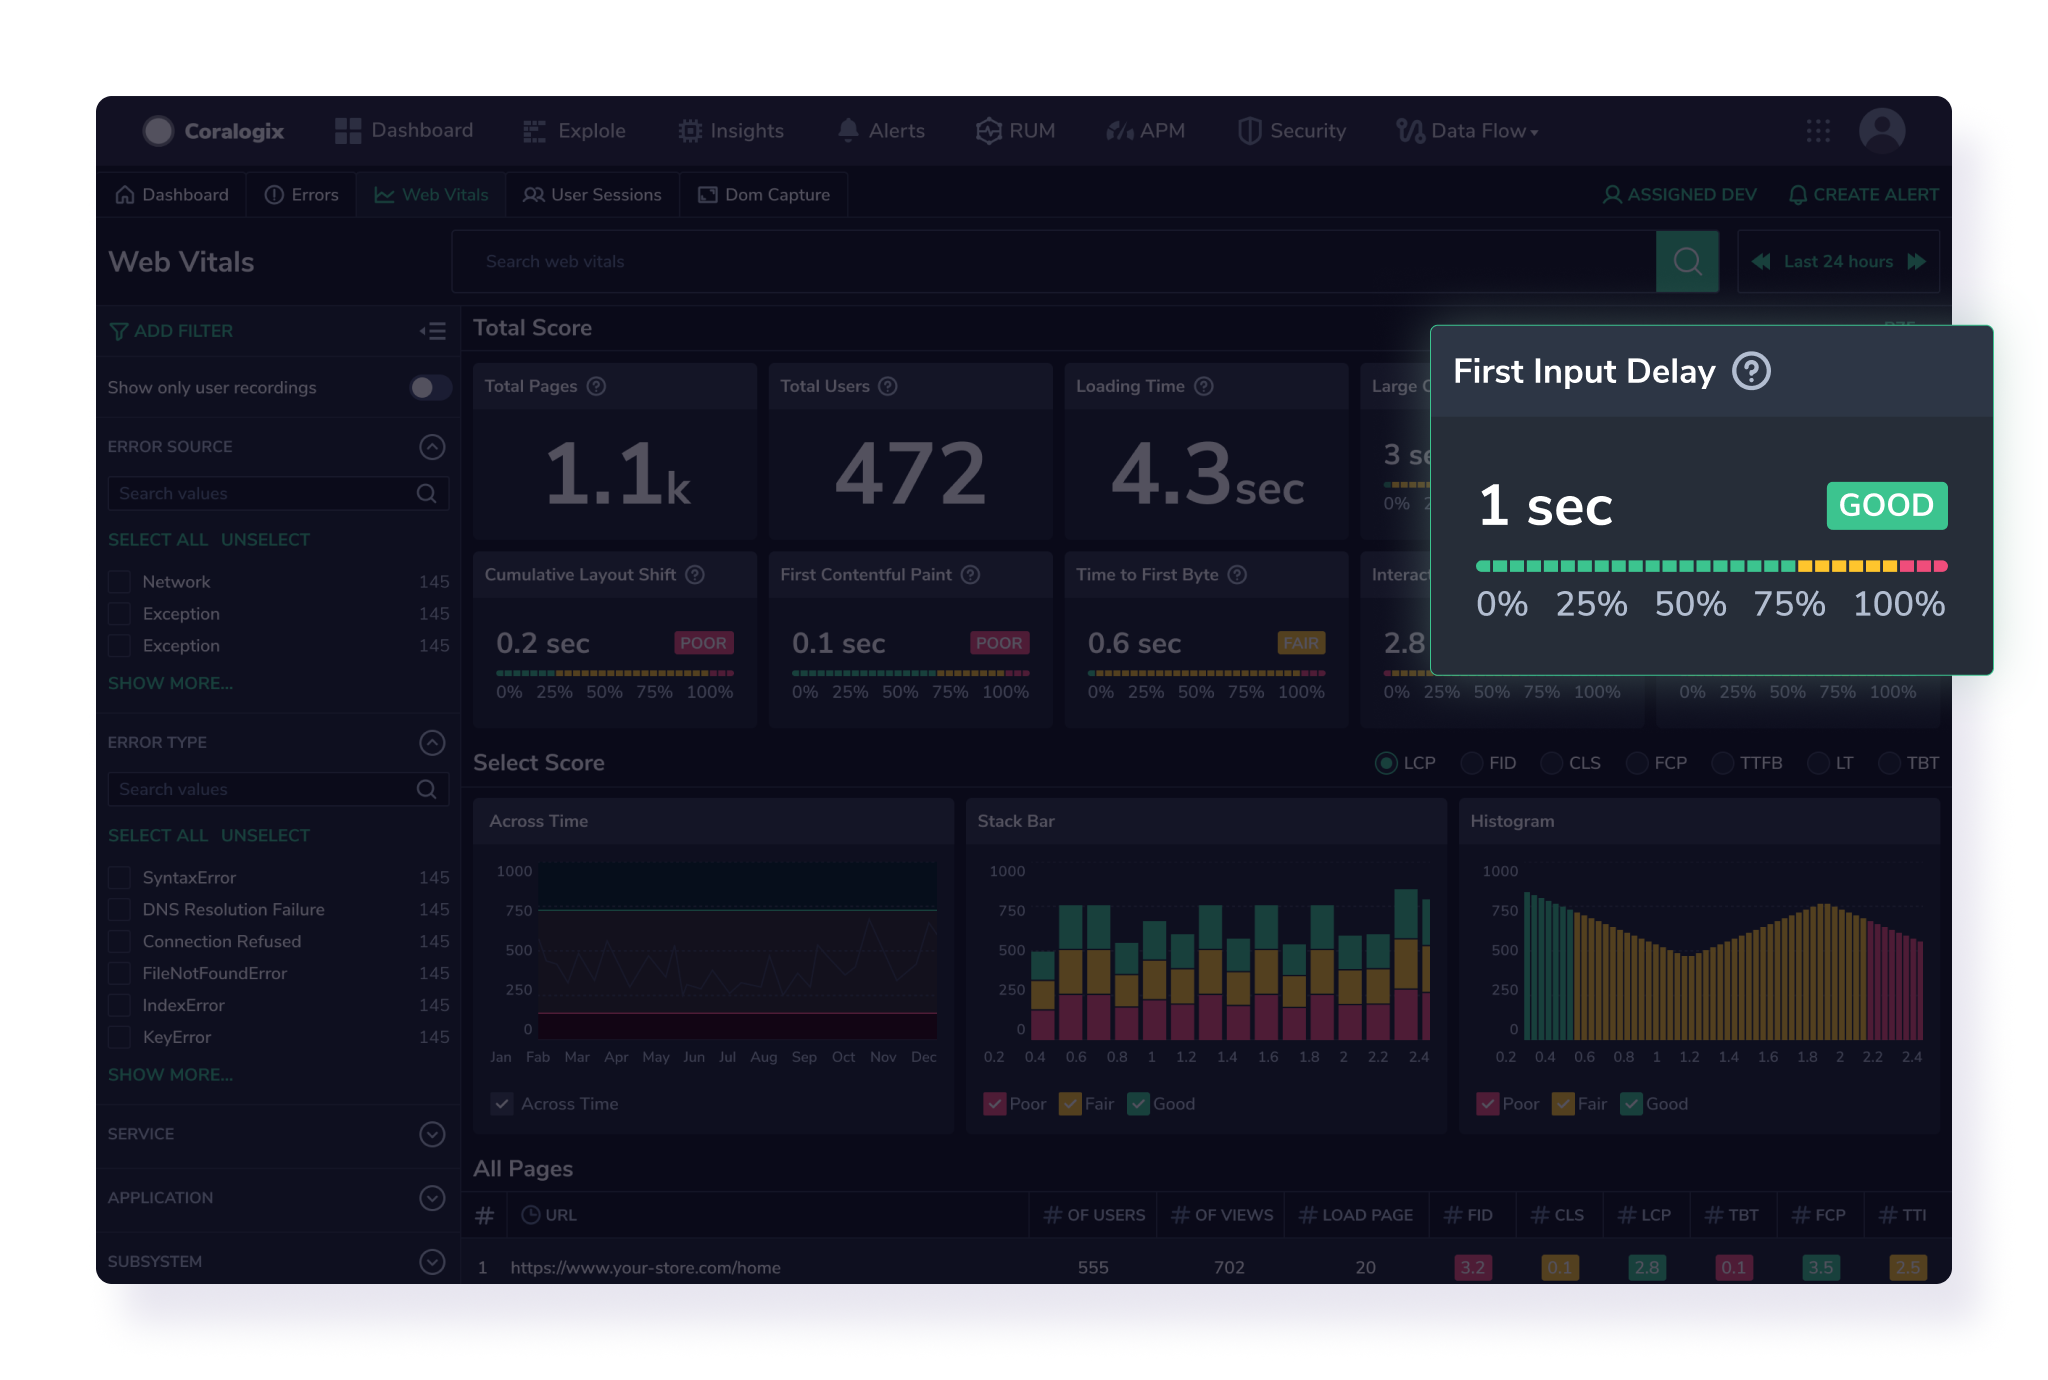 Coralogix Dashboard Explole Insights Alerts RUM APM Security Data Flow
Dashboard Errors Web Vitals User Sessions Dom Capture ASSIGNED DEV CREATE ALERT
Web Vitals Search web vitals Last 24 hours
ADD FILTER
Show only user recordings
ERROR SOURCE
Search values
SELECT ALL UNSELECT
Network 145
Exception 145
Exception 145
SHOW MORE...
ERROR TYPE
Search values
SELECT ALL UNSELECT
SyntaxError 145
DNS Resolution Failure 145
Connection Refused 145
FileNotFoundError 145
IndexError 145
KeyError 145
SHOW MORE...
SERVICE
APPLICATION
SUBSYSTEM
Total Score
Total Pages
1.1k
Total Users
472
Loading Time
4.3sec
Large
3
0%
First Input Delay
1 sec GOOD
0% 25% 50% 75% 100%
Cumulative Layout Shift
0.2 sec POOR
0% 25% 50% 75% 100%
First Contentful Paint
0.1 sec POOR
0% 25% 50% 75% 100%
Time to First Byte
0.6 sec FAIR
0% 25% 50% 75% 100%
Interact
2.8
0% 25% 50% 75% 100%
0% 25% 50% 75% 100%
Select Score LCP FID CLS FCP TTFB LT TBT
Across Time
1000
750
500
250
0
Jan Fab Mar Apr May Jun Jul Aug Sep Oct Nov Dec
Across Time
Stack Bar
1000
750
500
250
0
0.2 0.4 0.6 0.8 1 1.2 1.4 1.6 1.8 2 2.2 2.4
Poor Fair Good
Histogram
1000
750
500
250
0
0.2 0.4 0.6 0.8 1 1.2 1.4 1.6 1.8 2 2.2 2.4
Poor Fair Good
All Pages
# URL # OF USERS # OF VIEWS # LOAD PAGE # FID # CLS # LCP # TBT # FCP # TTI
1 https://www.your-store.com/home 555 702 20 3.2 0.1 2.8 0.1 3.5 2.5